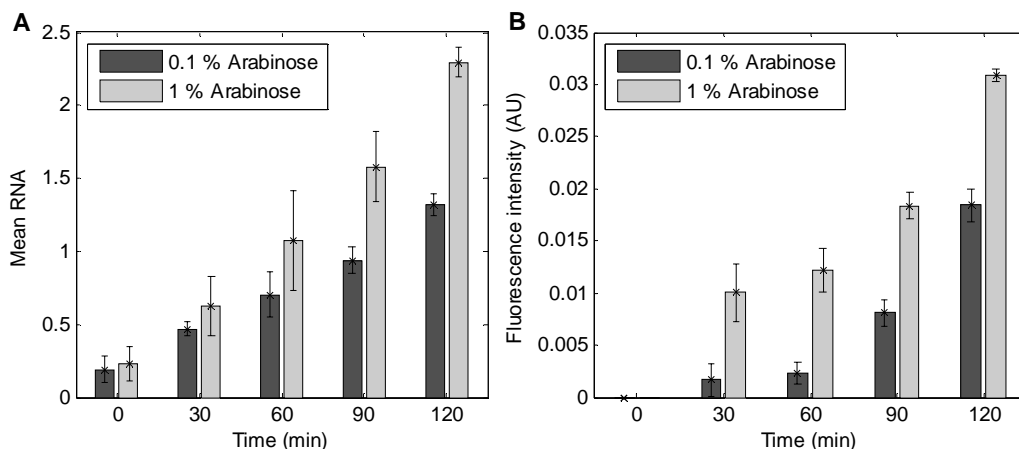 A
Mean RNA
2.5
2
1.5
1
0.5
0
0.1 % Arabinose
1 % Arabinose
0 30 60 90 120
Time (min)
B
Fluorescence intensity (AU)
0.035
0.03
0.025
0.02
0.015
0.01
0.005
0
0.1 % Arabinose
1 % Arabinose
0 30 60 90 120
Time (min)